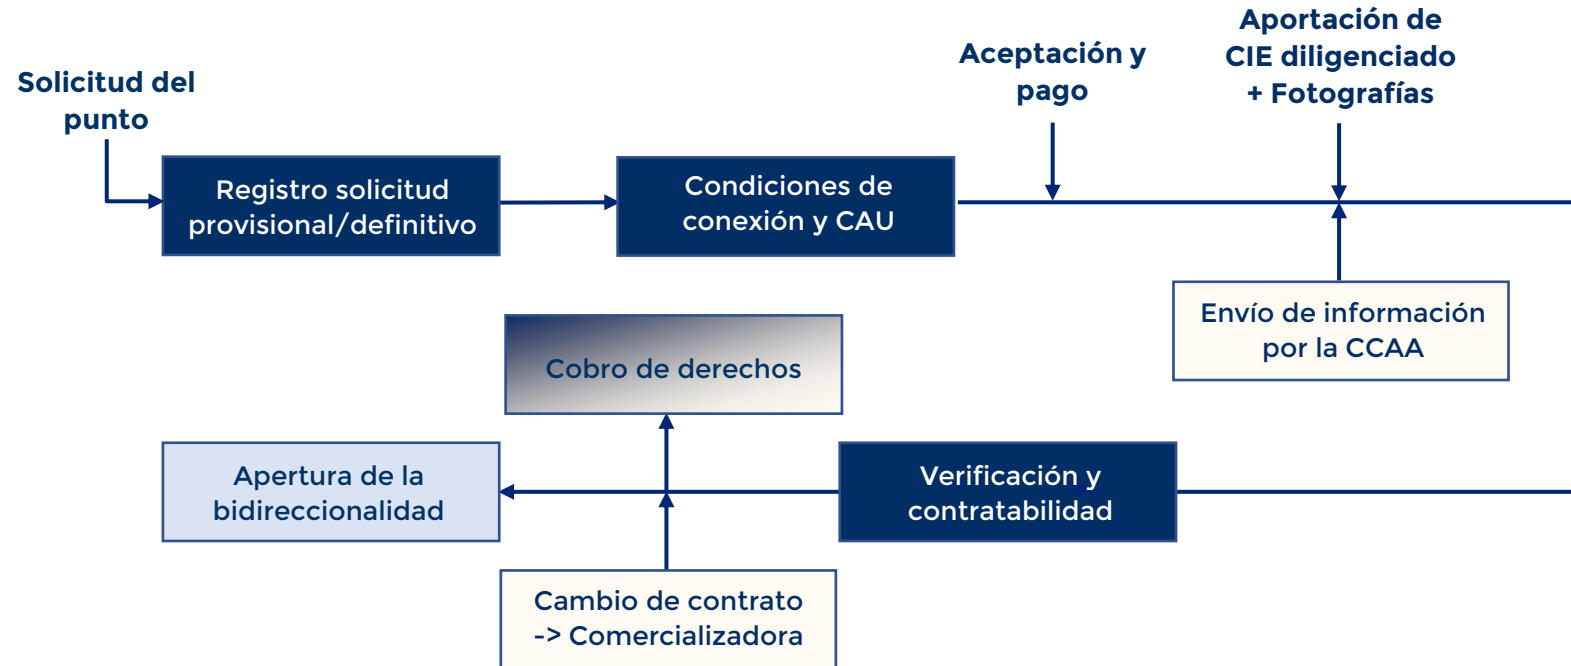 Solicitud del
punto
Registro solicitud
provisional/definitivo
Condiciones de
conexión y CAU
Aceptación y
pago
Aportación de
CIE diligenciado
+ Fotografías
Envío de información
por la CCAA
Cobro de derechos
Apertura de la
bidireccionalidad
Verificación y
contratabilidad
Cambio de contrato
-> Comercializadora